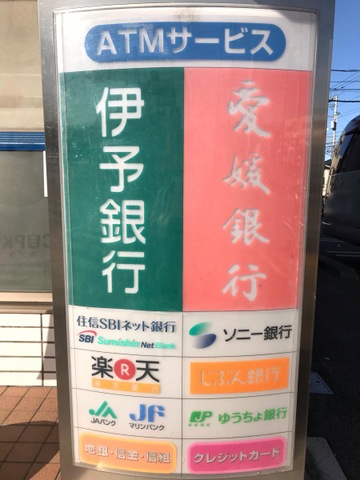 ATMサービス
伊予銀行
愛媛銀行
住信SBIネット銀行
SBI Sumishin Net Bank
ソニー銀行
楽R天
じぶん銀行
JA
JAバンク
JF
マリンバンク
JP
ゆうちょ銀行
地銀・信金・信組
クレジットカード